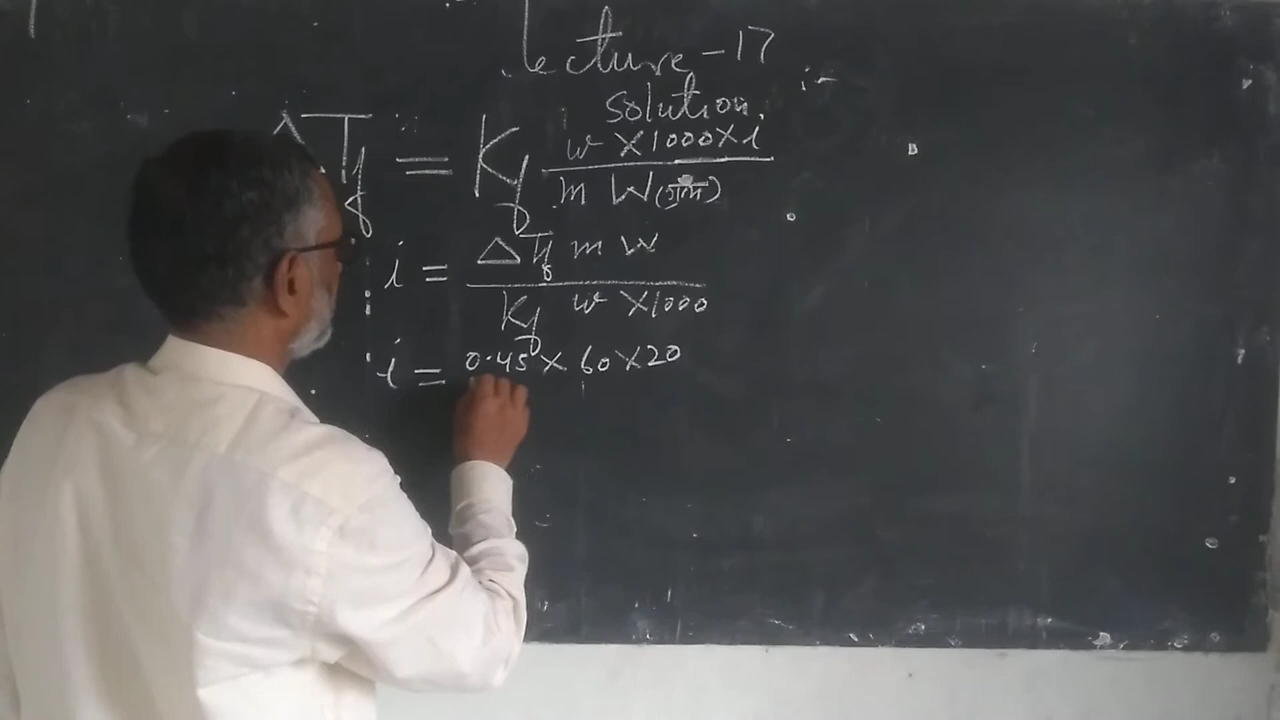 Lecture - 17
solution.
ΔTf = Kf w × 1000 × i / m W (ग्राम)
i = ΔTf m W / Kf w × 1000
i = 0.45 × 60 × 20